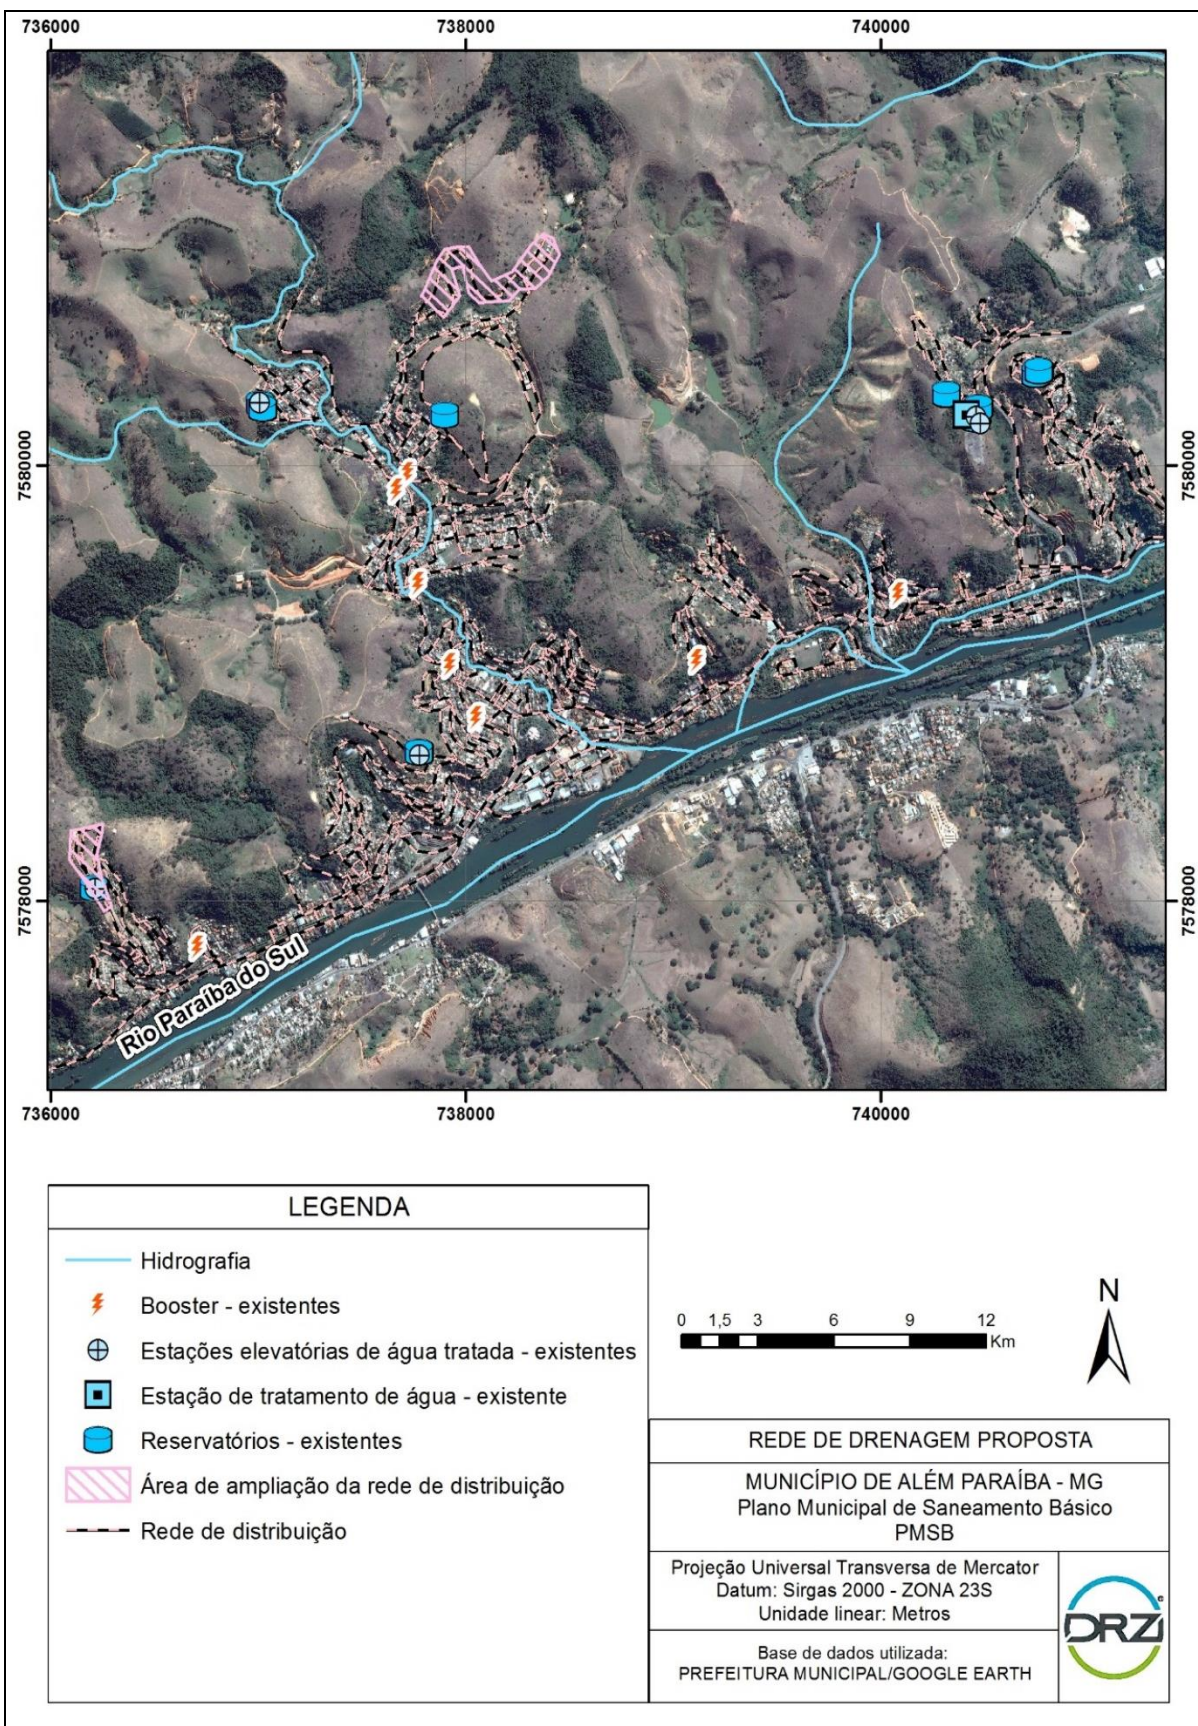 736000
738000
740000
7580000
7580000
7578000
7578000
Rio Paraíba do Sul
736000
738000
740000
LEGENDA
Hidrografia
Booster - existentes
Estações elevatórias de água tratada - existentes
Estação de tratamento de água - existente
Reservatórios - existentes
Área de ampliação da rede de distribuição
Rede de distribuição
0 1,5 3 6 9 12
Km
N
REDE DE DRENAGEM PROPOSTA
MUNICÍPIO DE ALÉM PARAÍBA - MG
Plano Municipal de Saneamento Básico
PMSB
Projeção Universal Transversa de Mercator
Datum: Sirgas 2000 - ZONA 23S
Unidade linear: Metros
Base de dados utilizada:
PREFEITURA MUNICIPAL/GOOGLE EARTH
DRZ